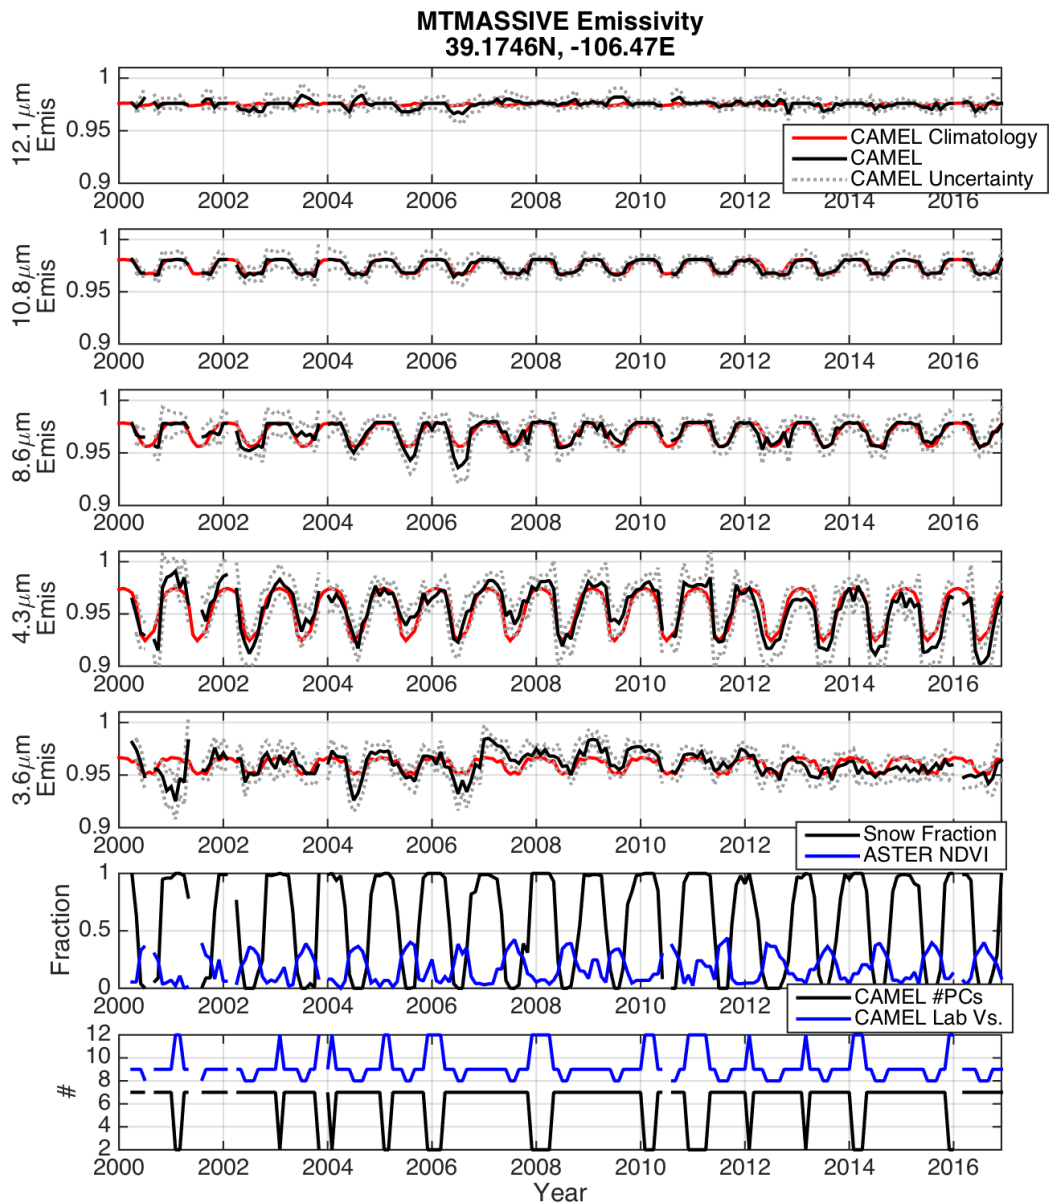 MTMASSIVE Emissivity
39.1746N, -106.47E
12.1μm
Emis
1
0.95
0.9
CAMEL Climatology
CAMEL
CAMEL Uncertainty
2000 2002 2004 2006 2008 2010 2012 2014 2016
10.8μm
Emis
1
0.95
0.9
2000 2002 2004 2006 2008 2010 2012 2014 2016
8.6μm
Emis
1
0.95
0.9
2000 2002 2004 2006 2008 2010 2012 2014 2016
4.3μm
Emis
1
0.95
0.9
2000 2002 2004 2006 2008 2010 2012 2014 2016
3.6μm
Emis
1
0.95
0.9
2000 2002 2004 2006 2008 2010 2012
Snow Fraction
ASTER NDVI
Fraction
1
0.5
0
2000 2002 2004 2006 2008 2010 2012
CAMEL #PCs
CAMEL Lab Vs.
#
12
10
8
6
4
2
2000 2002 2004 2006 2008 2010 2012 2014 2016
Year